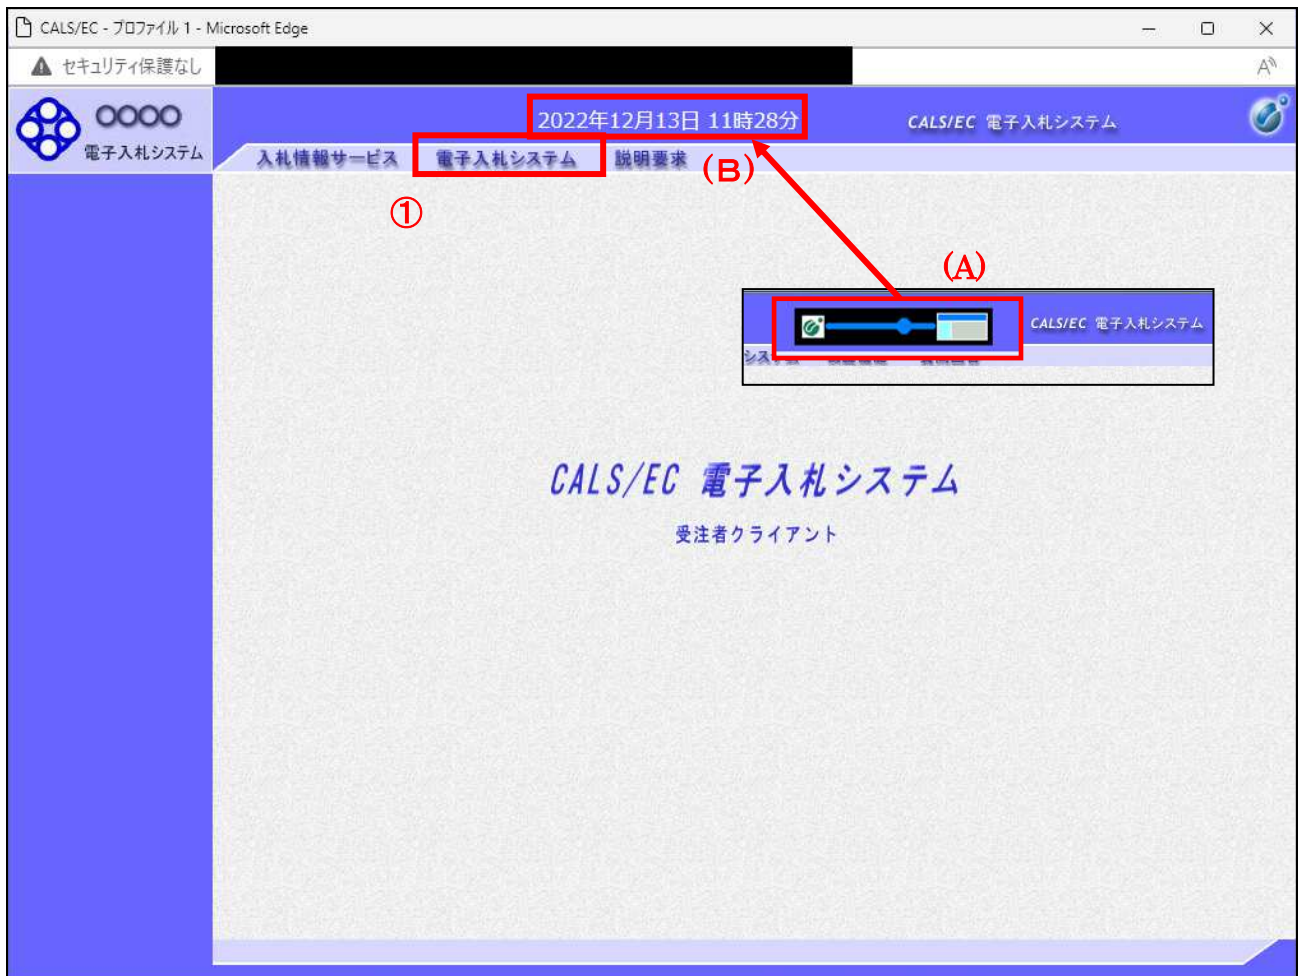 CALS/EC - プロファイル 1 - Microsoft Edge
セキュリティ保護なし
○○○○
電子入札システム
2022年12月13日 11時28分
CALS/EC 電子入札システム
入札情報サービス 電子入札システム 説明要求
(B)
①
(A)
CALS/EC 電子入札システム
システム
CALS/EC 電子入札システム
受注者クライアント